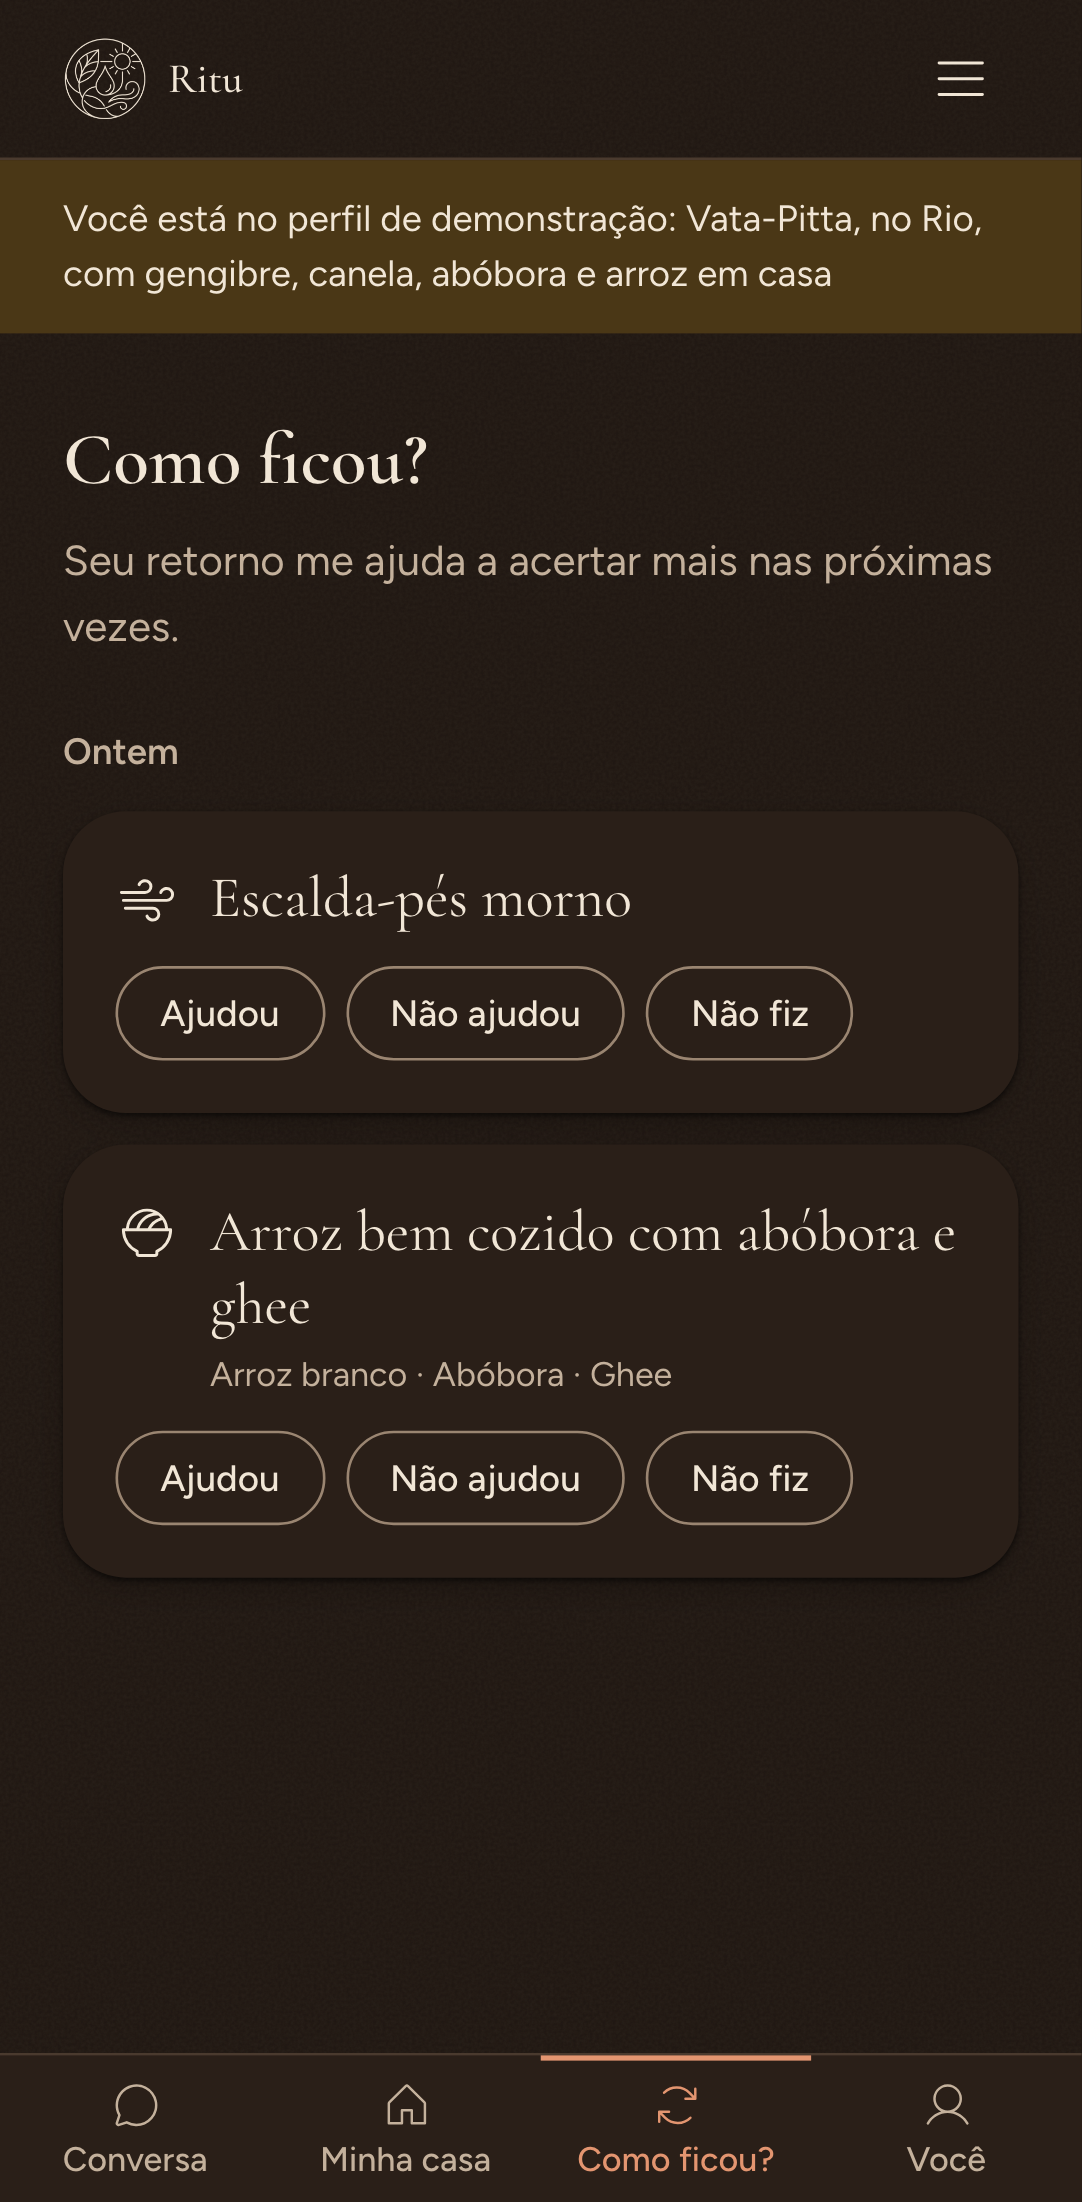 Ritu
Você está no perfil de demonstração: Vata-Pitta, no Rio,
com gengibre, canela, abóbora e arroz em casa
Como ficou?
Seu retorno me ajuda a acertar mais nas próximas
vezes.
Ontem
Escalda-pés morno
Ajudou
Não ajudou
Não fiz
Arroz bem cozido com abóbora e
ghee
Arroz branco · Abóbora · Ghee
Ajudou
Não ajudou
Não fiz
Conversa
Minha casa
Como ficou?
Você